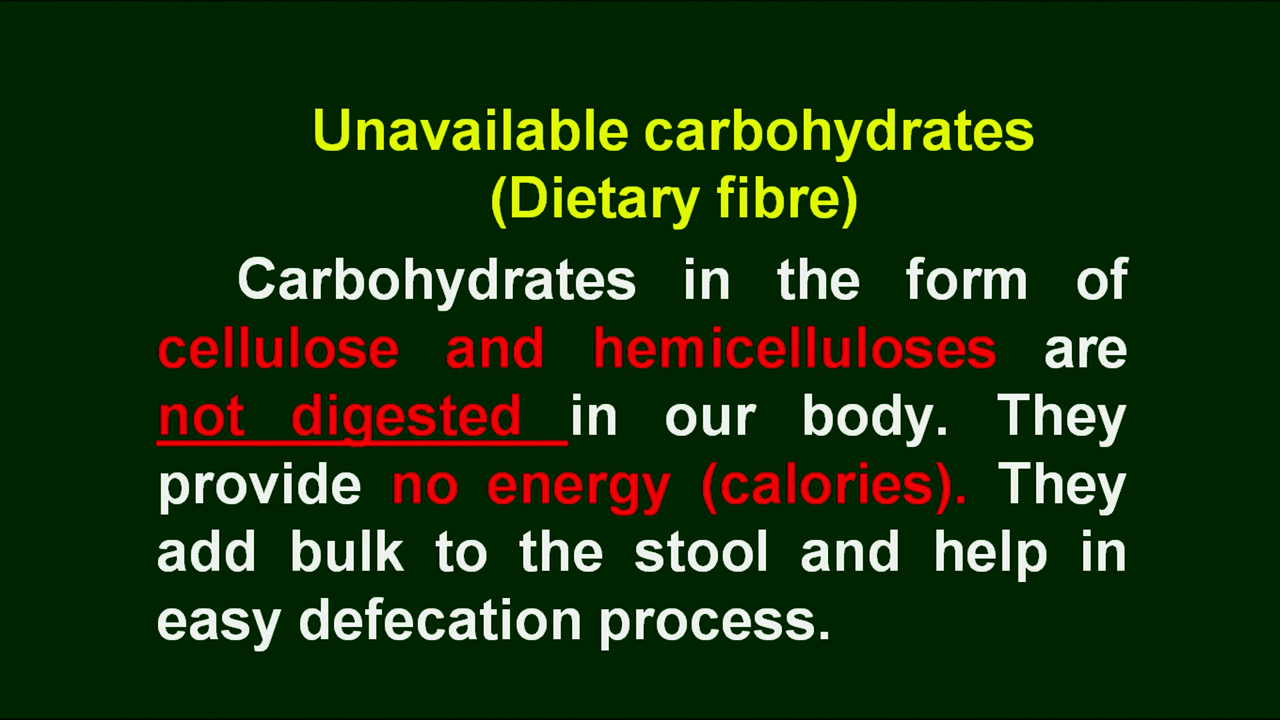 Unavailable carbohydrates
(Dietary fibre)
Carbohydrates in the form of
cellulose and hemicelluloses are
not digested in our body. They
provide no energy (calories). They
add bulk to the stool and help in
easy defecation process.